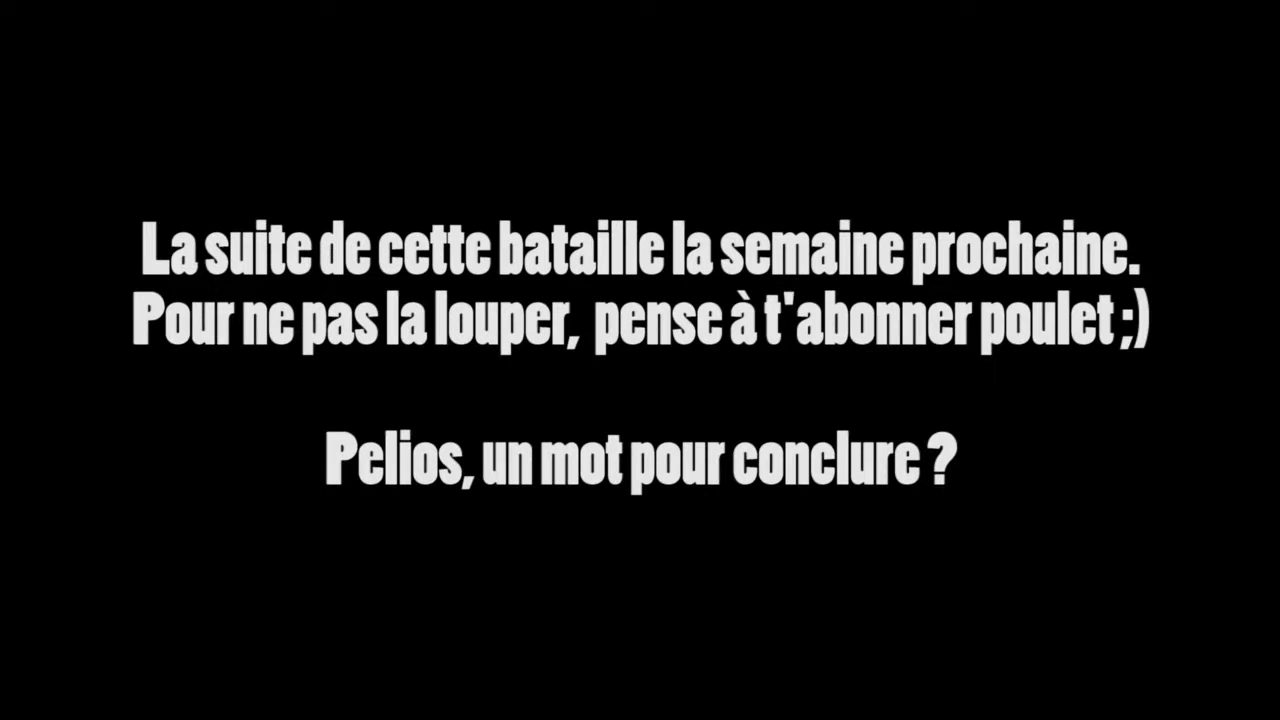 La suite de cette bataille la semaine prochaine.
Pour ne pas la louper, pense à t'abonner poulet ;)
Pelios, un mot pour conclure ?